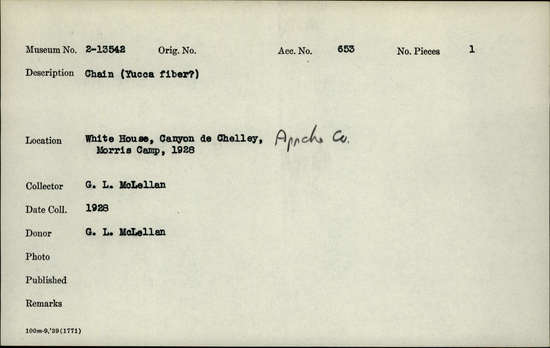 Museum No. 2-13542 Orig. No. Acc. No. 653 No. Pieces 1
Description Chain (Yucca fiber?)
Location White House, Canyon de Chelley, Apache Co.
Morris Camp, 1928
Collector G. L. McLellan
Date Coll. 1928
Donor G. L. McLellan
Photo
Published
Remarks
100m-9,'39(1771)